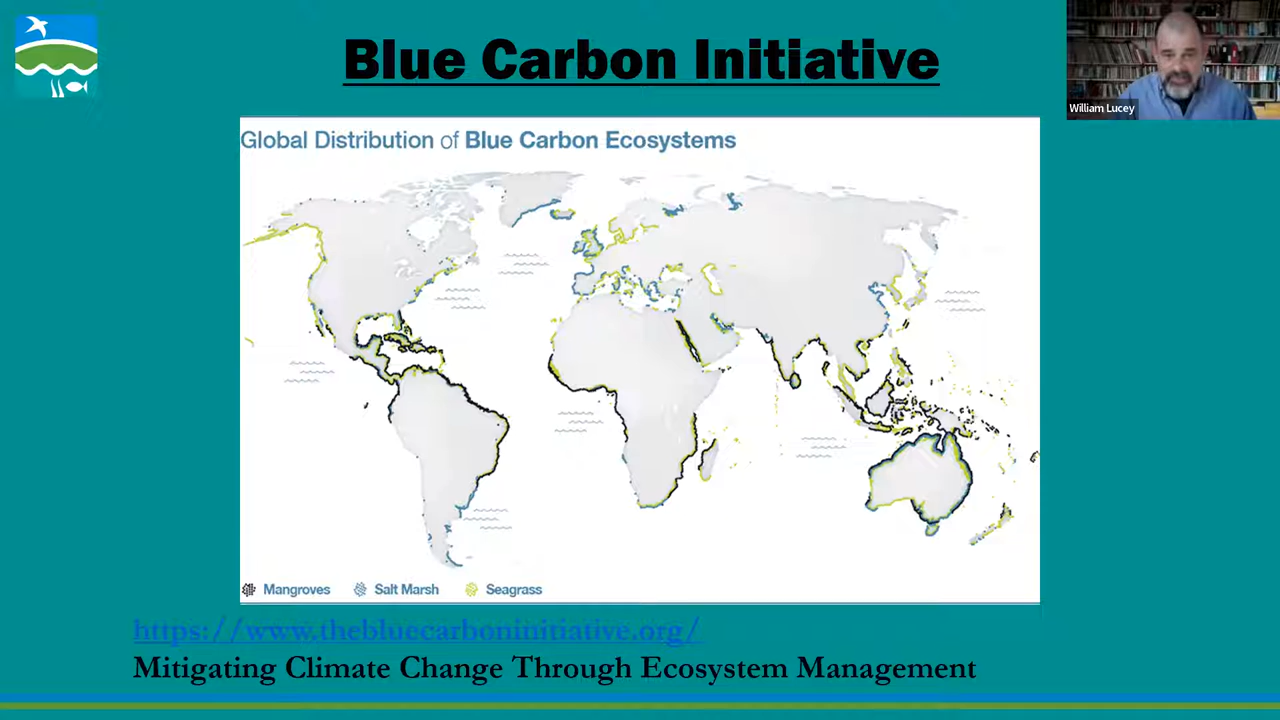 Blue Carbon Initiative
William Lucey
Global Distribution of Blue Carbon Ecosystems
Mangroves Salt Marsh Seagrass
https://www.thebluecarboninitiative.org/
Mitigating Climate Change Through Ecosystem Management